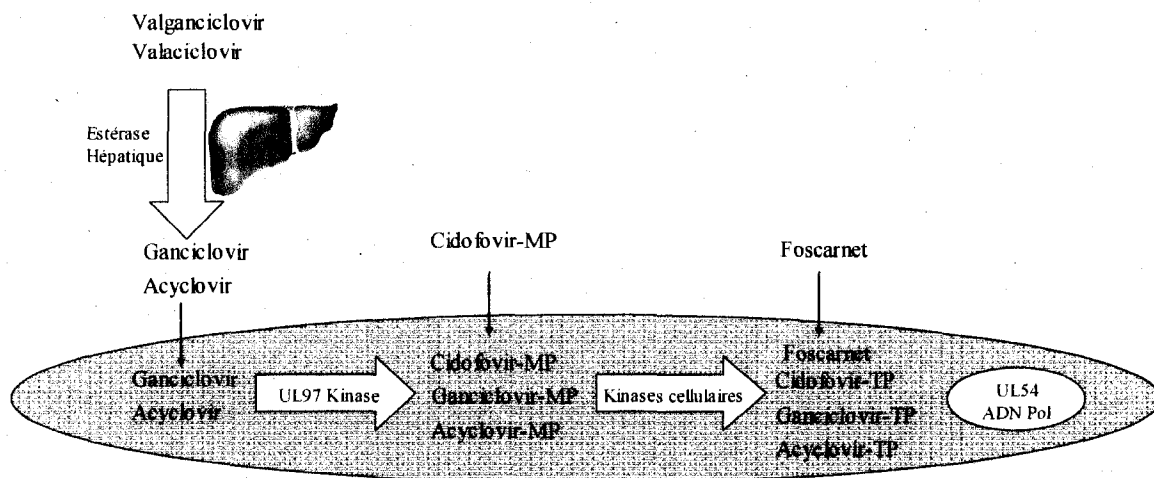 Valganciclovir
Valaciclovir
Estérase
Hépatique
Ganciclovir
Acyclovir
Cidofovir-MP
Foscarnet
Ganciclovir
Acyclovir
UL97 Kinase
Cidofovir-MP
Ganciclovir-MP
Acyclovir-MP
Kinases cellulaires
Foscarnet
Cidofovir-TP
Ganciclovir-TP
Acyclovir-TP
UL54
ADN Pol